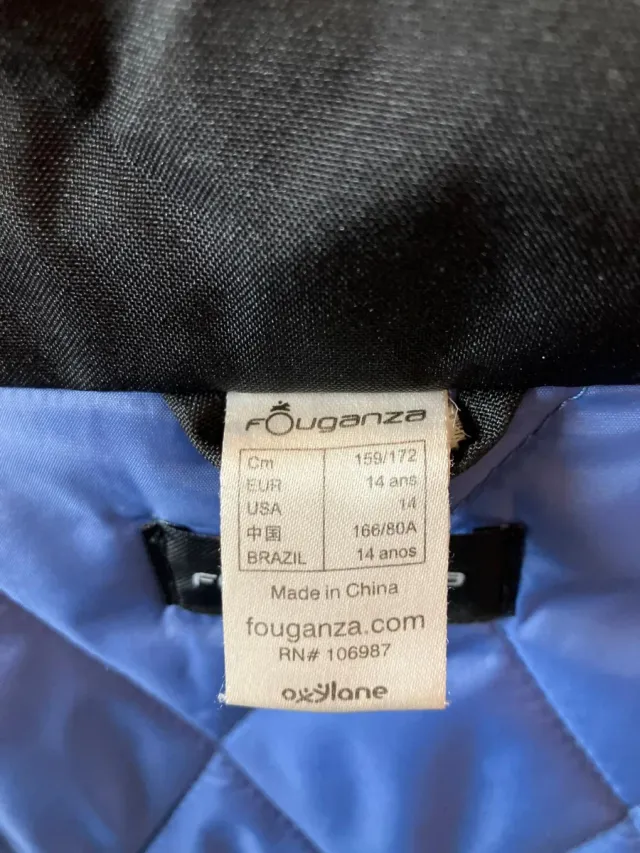 FOuganza
Cm 159/172
EUR 14 ans
USA 14
中国 166/80A
BRAZIL 14 anos
Made in China
fouganza.com
RN# 106987
oxylane